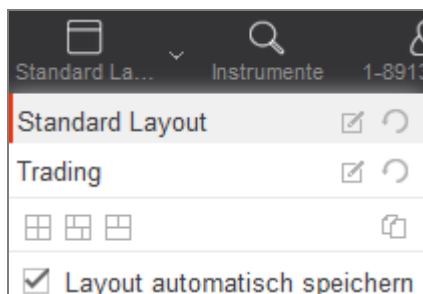 Standard La... Instrumente 1-8913
Standard Layout
Trading
Layout automatisch speichern